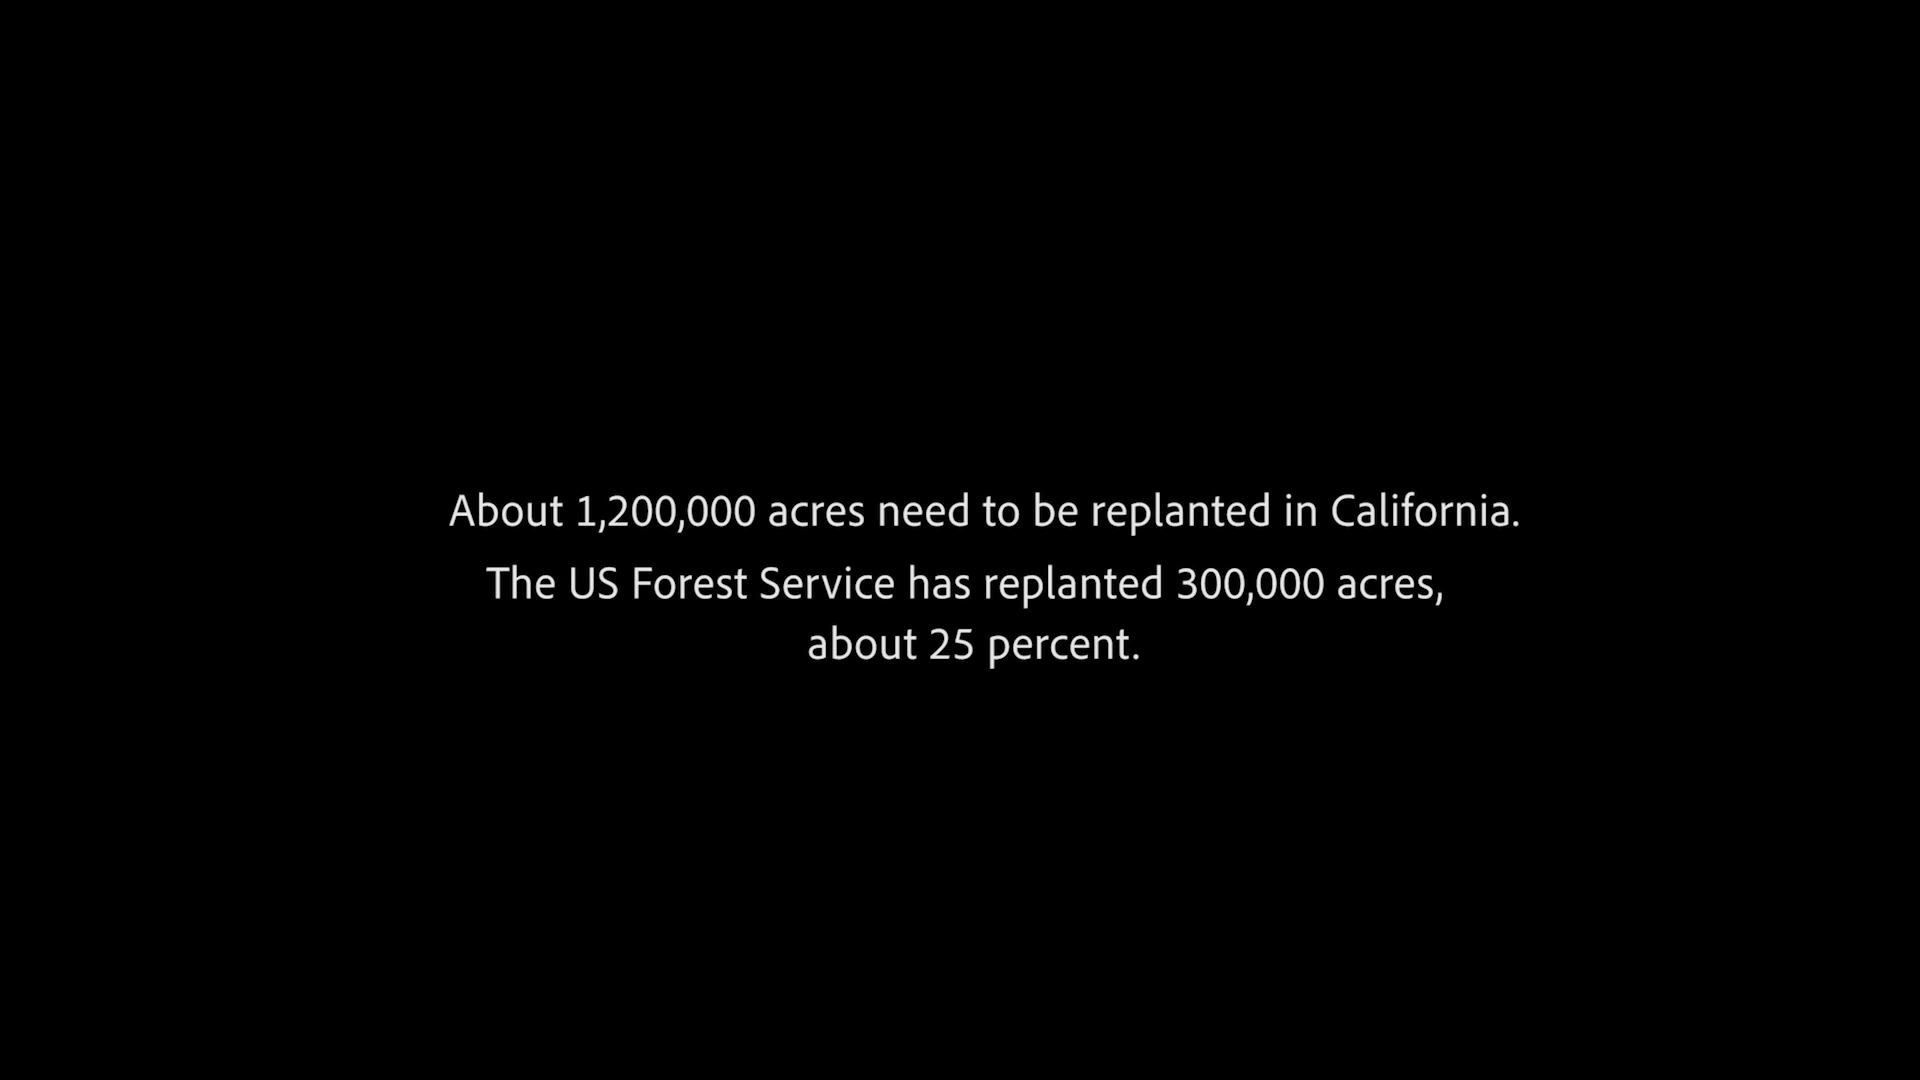 About 1,200,000 acres need to be replanted in California.
The US Forest Service has replanted 300,000 acres,
about 25 percent.